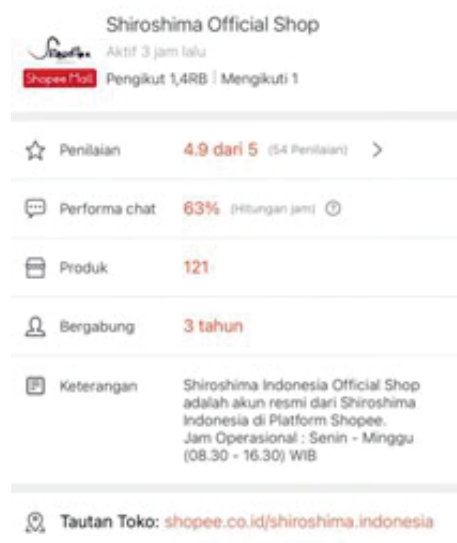 Shiroshima Official Shop
Aktif 3 jam lalu
Shopee Mall
Pengikut 1,4RB | Mengikuti 1
Penilaian 4.9 dari 5 (54 Penilaian)
Performa chat 63% (Hitungan jam)
Produk 121
Bergabung 3 tahun
Keterangan Shiroshima Indonesia Official Shop
adalah akun resmi dari Shiroshima
Indonesia di Platform Shopee.
Jam Operasional : Senin - Minggu
(08.30 - 16.30) WIB
Tautan Toko: shopee.co.id/shiroshima.indonesia